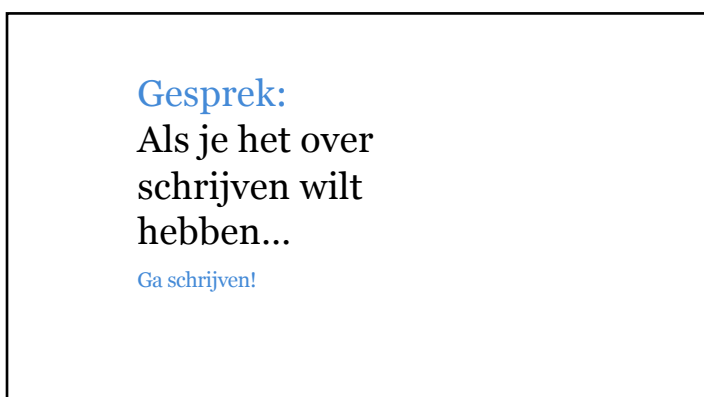 Gesprek:
Als je het over
schrijven wilt
hebben...
Ga schrijven!